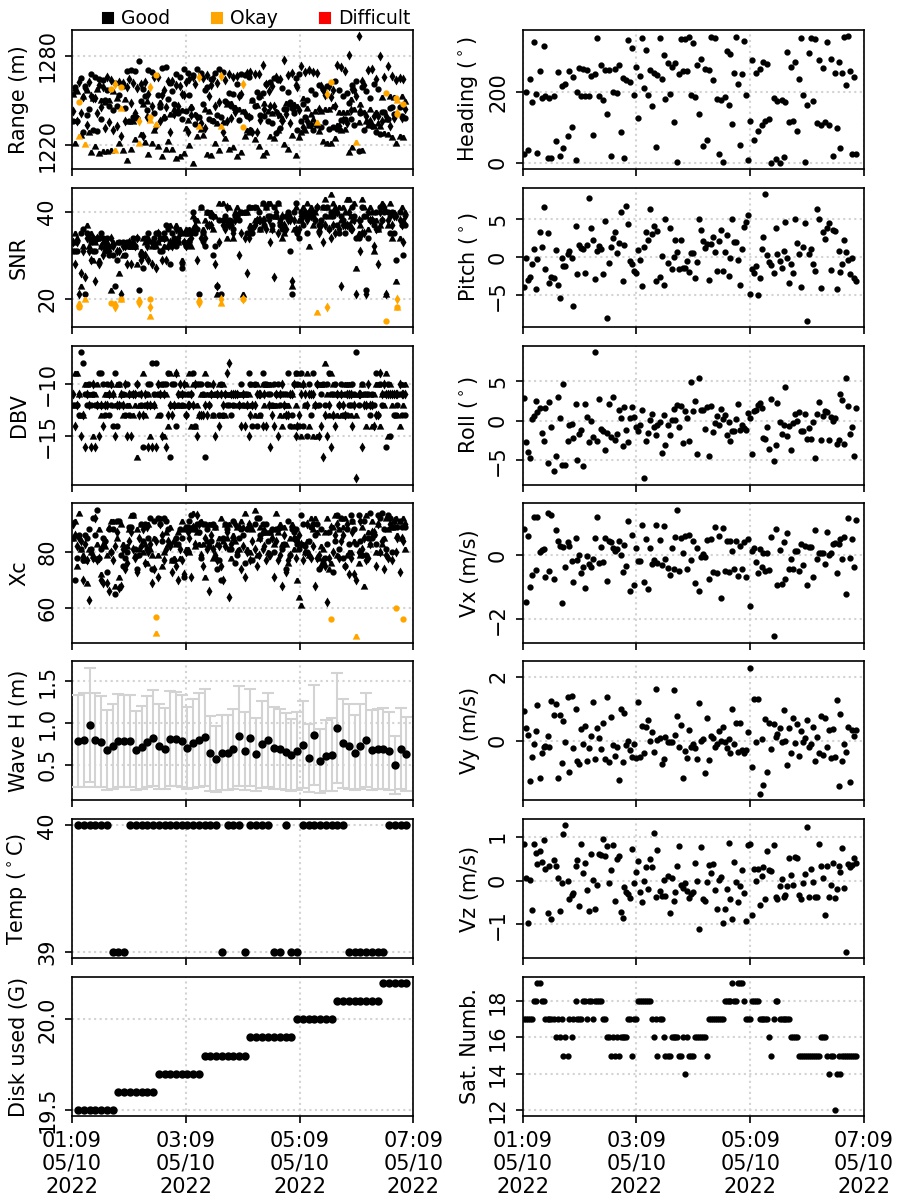 Good Okay Difficult
Range (m)
1280
1220
Heading (°)
200
0
SNR
40
20
Pitch (°)
5
0
−5
DBV
−10
−15
Roll (°)
5
0
−5
Xc
80
60
Vx (m/s)
0
−2
Wave H (m)
1.5
1.0
0.5
Vy (m/s)
2
0
Temp (°C)
40
39
Vz (m/s)
1
0
−1
Disk used (G)
20.0
19.5
Sat. Numb.
18
16
14
12
01:09 03:09 05:09 07:09
05/10 05/10 05/10 05/10
2022 2022 2022 2022
01:09 03:09 05:09 07:09
05/10 05/10 05/10 05/10
2022 2022 2022 2022